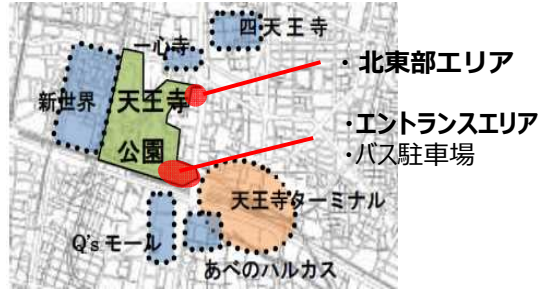 四天王寺
一心寺
・北東部エリア
新世界
天王寺
公園
・エントランスエリア
・バス駐車場
天王寺ターミナル
Q'sモール
あべのハルカス